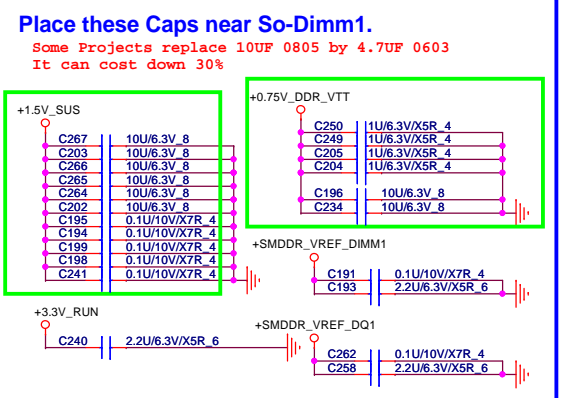 Place these Caps near So-Dimm1.
Some Projects replace 10UF 0805 by 4.7UF 0603
It can cost down 30%
+1.5V_SUS
C267 10U/6.3V_8
C203 10U/6.3V_8
C266 10U/6.3V_8
C265 10U/6.3V_8
C264 10U/6.3V_8
C202 10U/6.3V_8
C195 0.1U/10V/X7R_4
C194 0.1U/10V/X7R_4
C199 0.1U/10V/X7R_4
C198 0.1U/10V/X7R_4
C241 0.1U/10V/X7R_4
+0.75V_DDR_VTT
C250 1U/6.3V/X5R_4
C249 1U/6.3V/X5R_4
C205 1U/6.3V/X5R_4
C204 1U/6.3V/X5R_4
C196 10U/6.3V_8
C234 10U/6.3V_8
+SMDDR_VREF_DIMM1
C191 0.1U/10V/X7R_4
C193 2.2U/6.3V/X5R_6
+3.3V_RUN
C240 2.2U/6.3V/X5R_6
+SMDDR_VREF_DQ1
C262 0.1U/10V/X7R_4
C258 2.2U/6.3V/X5R_6